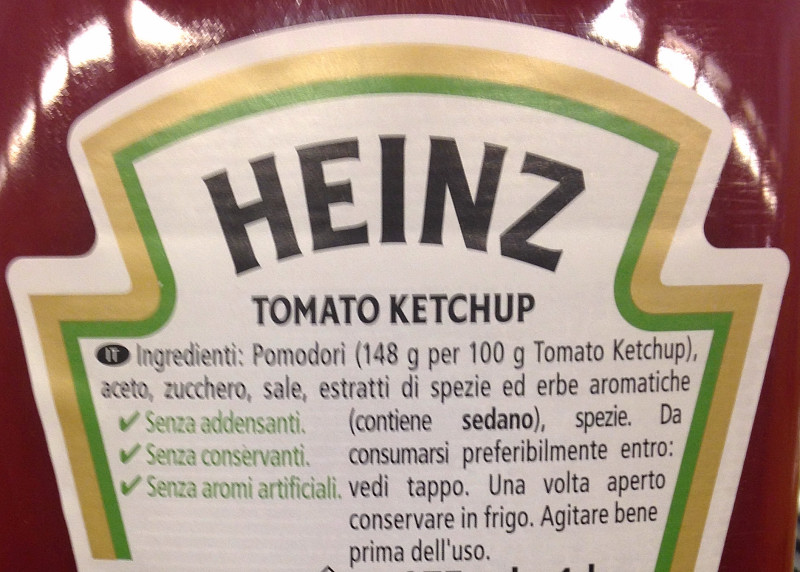 HEINZ
TOMATO KETCHUP
IT Ingredienti: Pomodori (148 g per 100 g Tomato Ketchup),
aceto, zucchero, sale, estratti di spezie ed erbe aromatiche
✓ Senza addensanti. (contiene sedano), spezie. Da
✓ Senza conservanti. consumarsi preferibilmente entro:
✓ Senza aromi artificiali. vedi tappo. Una volta aperto
conservare in frigo. Agitare bene
prima dell'uso.